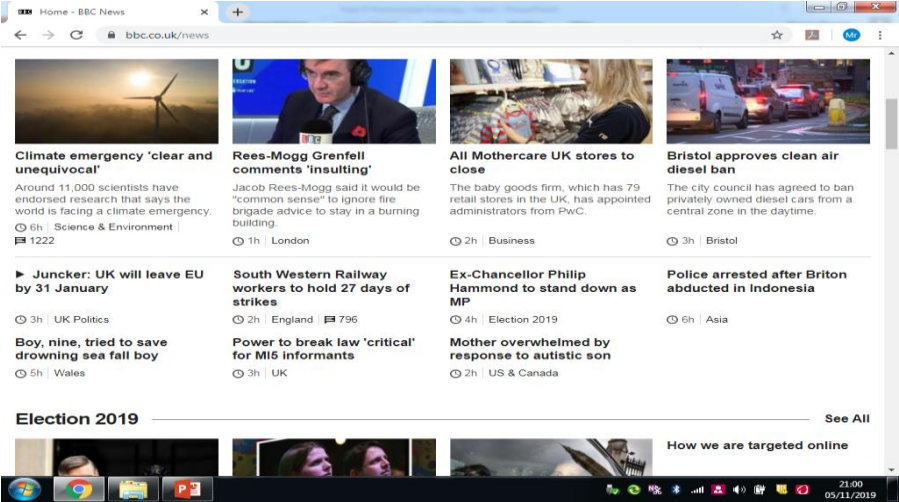 BBC Home - BBC News
bbc.co.uk/news
Mr
BBC
Climate emergency 'clear and
unequivocal'
Around 11,000 scientists have
endorsed research that says the
world is facing a climate emergency.
6h Science & Environment
1222
Rees-Mogg Grenfell
comments 'insulting'
Jacob Rees-Mogg said it would be
"common sense" to ignore fire
brigade advice to stay in a burning
building.
1h London
All Mothercare UK stores to
close
The baby goods firm, which has 79
retail stores in the UK, has appointed
administrators from PwC.
2h Business
Bristol approves clean air
diesel ban
The city council has agreed to ban
privately owned diesel cars from a
central zone in the daytime.
3h Bristol
Juncker: UK will leave EU
by 31 January
3h UK Politics
South Western Railway
workers to hold 27 days of
strikes
2h England 796
Ex-Chancellor Philip
Hammond to stand down as
MP
4h Election 2019
Police arrested after Briton
abducted in Indonesia
6h Asia
Boy, nine, tried to save
drowning sea fall boy
5h Wales
Power to break law 'critical'
for MI5 informants
3h UK
Mother overwhelmed by
response to autistic son
2h US & Canada
Election 2019
See All
How we are targeted online
21:00
05/11/2019